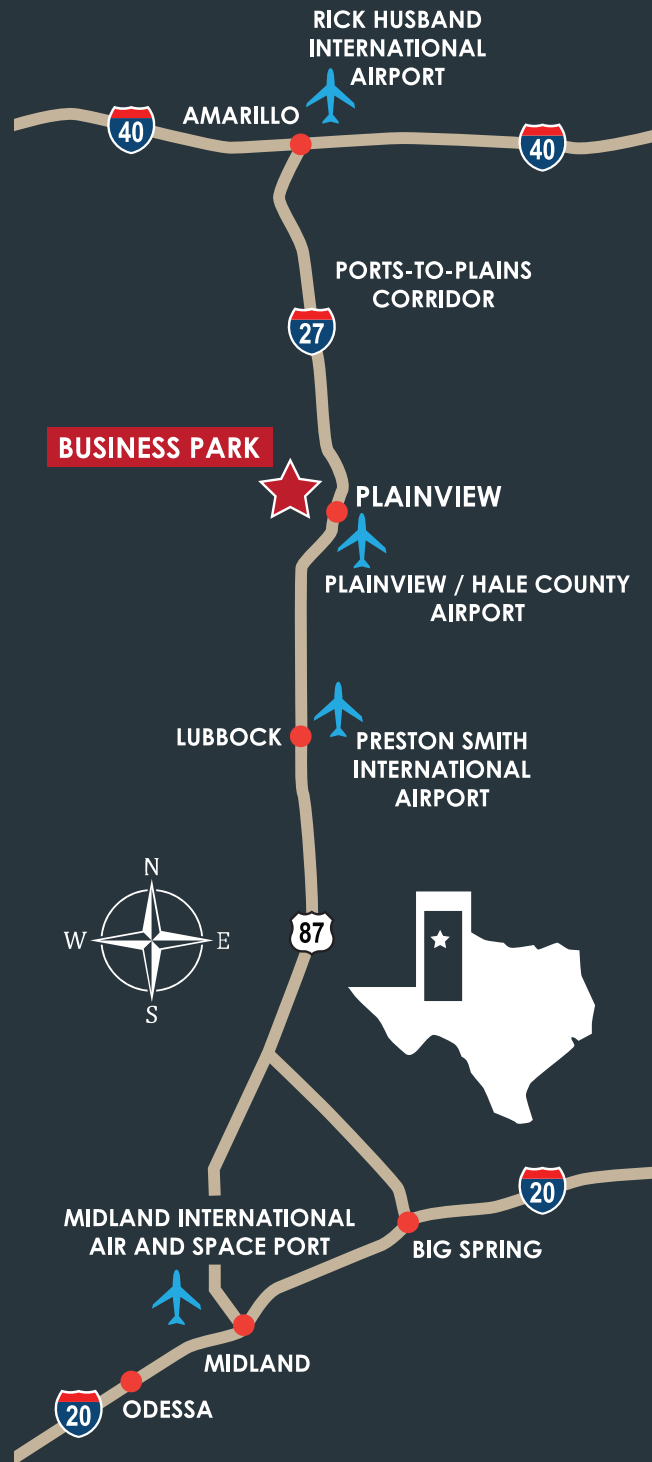 RICK HUSBAND
INTERNATIONAL
AIRPORT
AMARILLO
40
40
PORTS-TO-PLAINS
CORRIDOR
27
BUSINESS PARK
PLAINVIEW
PLAINVIEW / HALE COUNTY
AIRPORT
LUBBOCK
PRESTON SMITH
INTERNATIONAL
AIRPORT
N
W
E
S
87
20
MIDLAND INTERNATIONAL
AIR AND SPACE PORT
BIG SPRING
MIDLAND
ODESSA
20